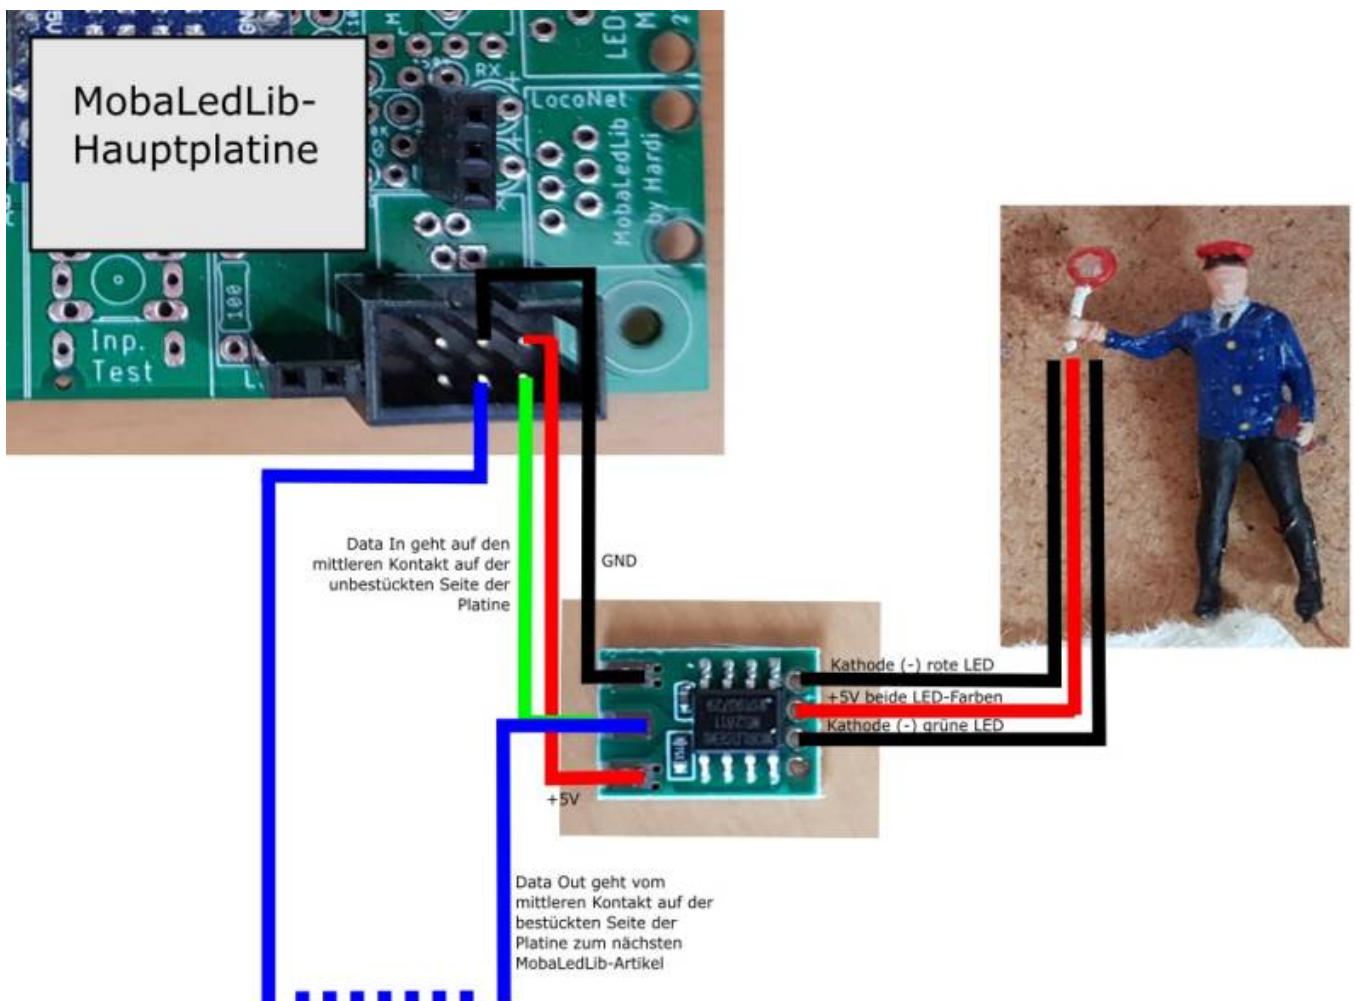 MobaLedLib-
Hauptplatine
RX
LED
LocoNet
MobaLedLib
by Hardi
100
Inp.
Test
Data In geht auf den
mittleren Kontakt auf der
unbestückten Seite der
Platine
GND
Kathode (-) rote LED
+5V beide LED-Farben
Kathode (-) grüne LED
WS2811
+5V
Data Out geht vom
mittleren Kontakt auf der
bestückten Seite der
Platine zum nächsten
MobaLedLib-Artikel